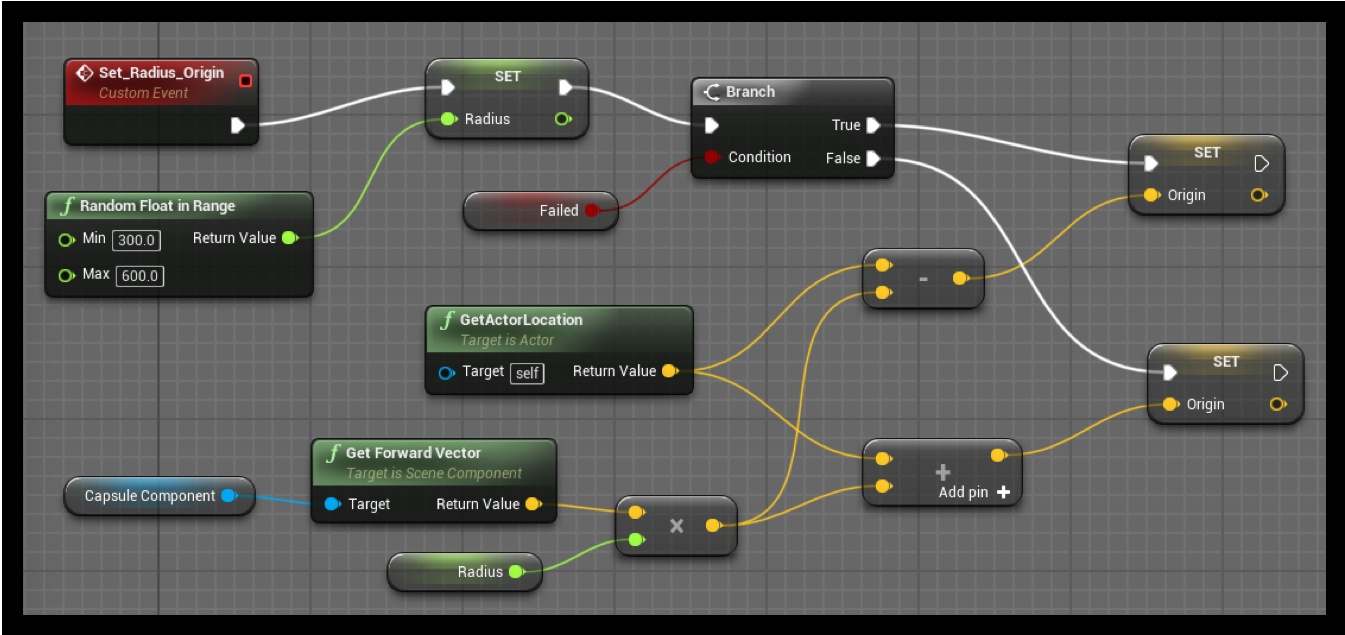 Set_Radius_Origin
Custom Event
SET
Radius
Branch
True
Condition
False
SET
Origin
Random Float in Range
Min 300.0
Return Value
Max 600.0
Failed
-
GetActorLocation
Target is Actor
Target self
Return Value
SET
Origin
Get Forward Vector
Target is Scene Component
Target
Return Value
Capsule Component
+
Add pin +
×
Radius